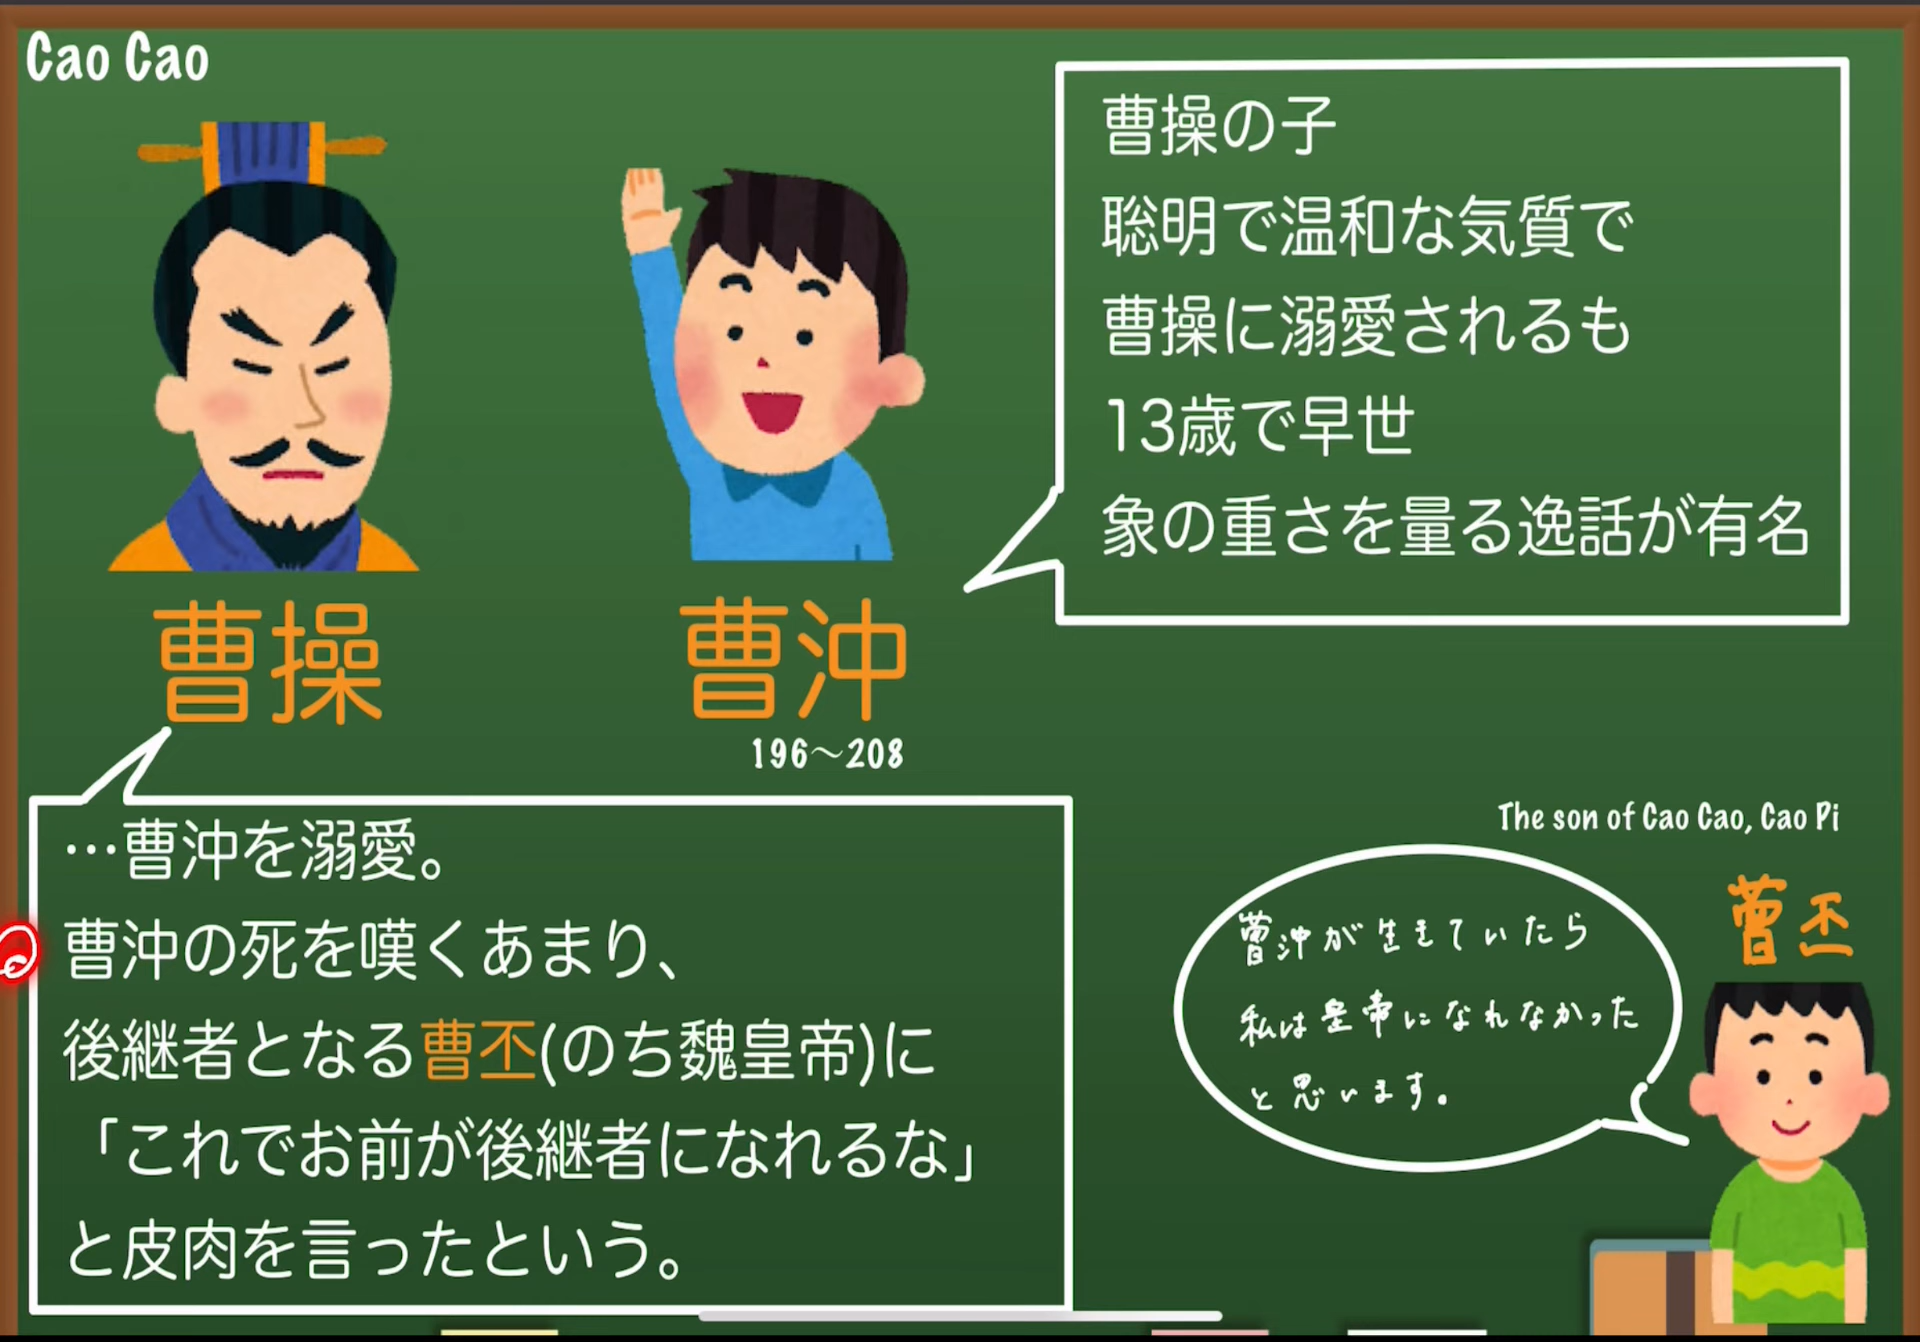 Cao Cao
曹操の子
聡明で温和な気質で
曹操に溺愛されるも
13歳で早世
象の重さを量る逸話が有名
曹操
曹沖
196〜208
…曹沖を溺愛。
曹沖の死を嘆くあまり、
後継者となる曹丕(のち魏皇帝)に
「これでお前が後継者になれるな」
と皮肉を言ったという。
The son of Cao Cao, Cao Pi
曹丕
曹沖が生きていたら
私は皇帝になれなかった
と思います。